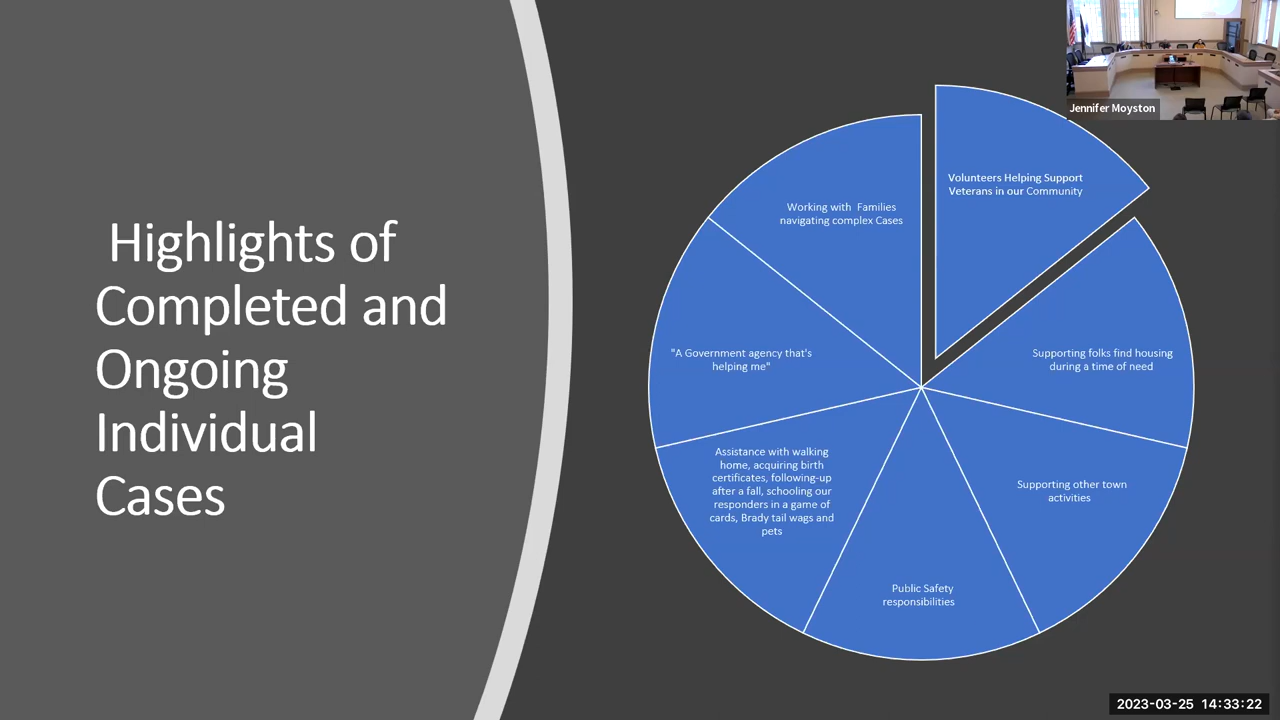 Highlights of
Completed and
Ongoing
Individual
Cases
Jennifer Moyston
Volunteers Helping Support
Veterans in our Community
Supporting folks find housing
during a time of need
Supporting other town
activities
Public Safety
responsibilities
Assistance with walking
home, acquiring birth
certificates, following-up
after a fall, schooling our
responders in a game of
cards, Brady tail wags and
pets
"A Government agency that's
helping me"
Working with  Families
navigating complex Cases
2023-03-25 14:33:22